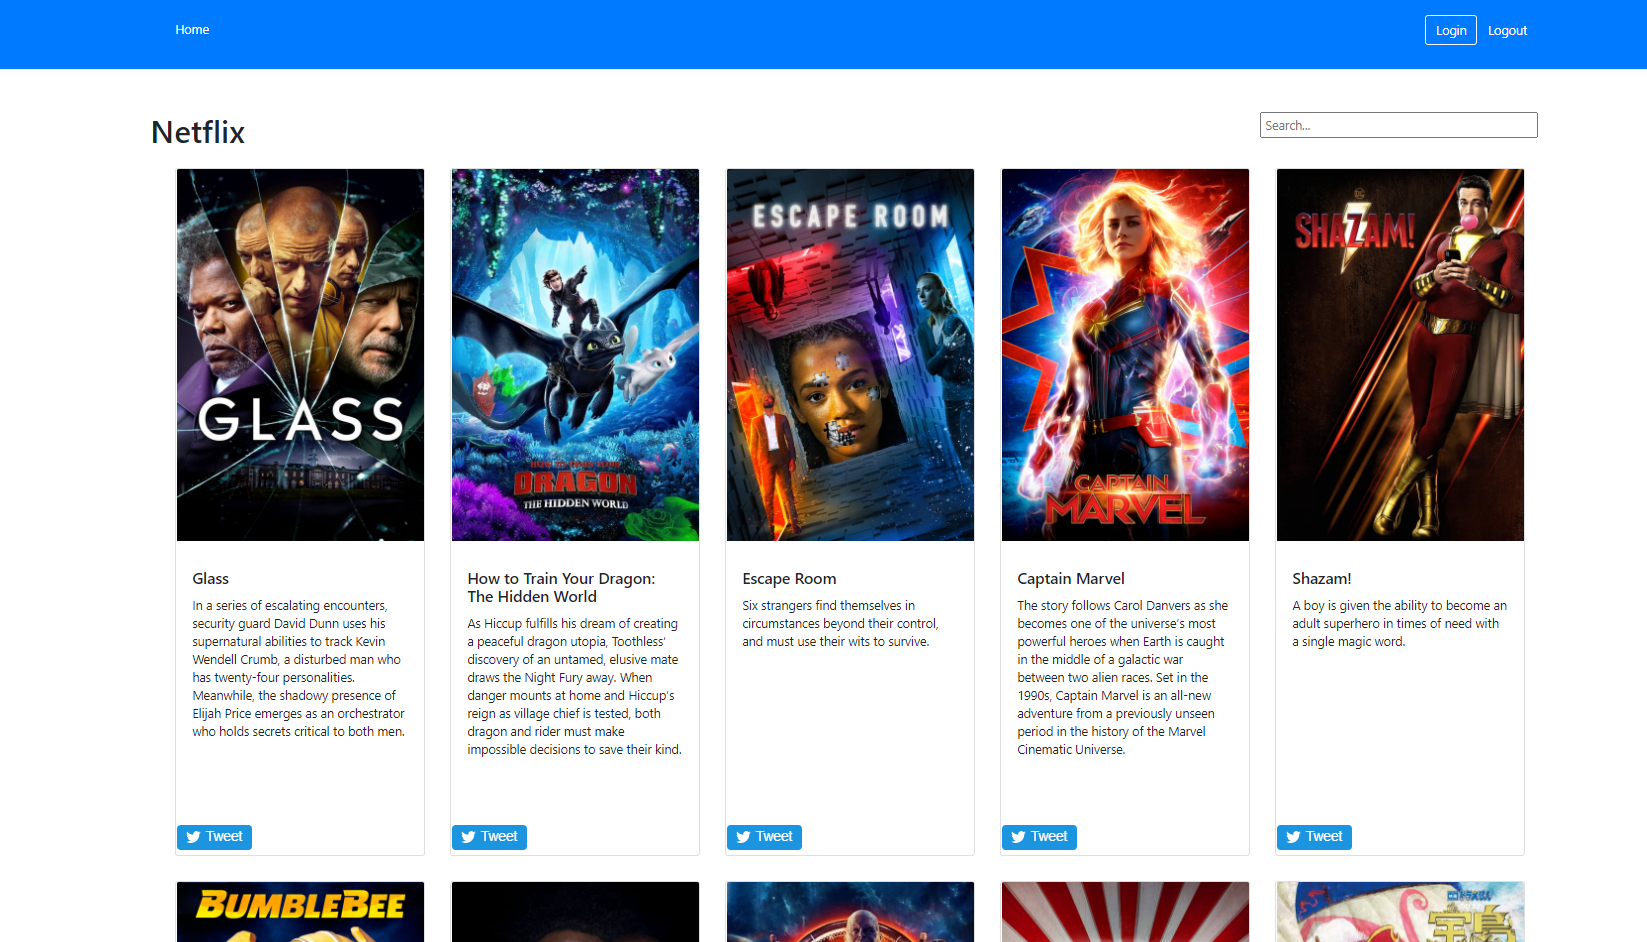 Home
Login
Logout
Netflix
Search...
GLASS
HOW TO TRAIN YOUR
DRAGON
THE HIDDEN WORLD
ESCAPE ROOM
CAPTAIN
MARVEL
DC
SHAZAM!
Glass
In a series of escalating encounters,
security guard David Dunn uses his
supernatural abilities to track Kevin
Wendell Crumb, a disturbed man who
has twenty-four personalities.
Meanwhile, the shadowy presence of
Elijah Price emerges as an orchestrator
who holds secrets critical to both men.
Tweet
How to Train Your Dragon:
The Hidden World
As Hiccup fulfills his dream of creating
a peaceful dragon utopia, Toothless'
discovery of an untamed, elusive mate
draws the Night Fury away. When
danger mounts at home and Hiccup's
reign as village chief is tested, both
dragon and rider must make
impossible decisions to save their kind.
Tweet
Escape Room
Six strangers find themselves in
circumstances beyond their control,
and must use their wits to survive.
Tweet
Captain Marvel
The story follows Carol Danvers as she
becomes one of the universe's most
powerful heroes when Earth is caught
in the middle of a galactic war
between two alien races. Set in the
1990s, Captain Marvel is an all-new
adventure from a previously unseen
period in the history of the Marvel
Cinematic Universe.
Tweet
Shazam!
A boy is given the ability to become an
adult superhero in times of need with
a single magic word.
Tweet
BUMBLEBEE
宝島